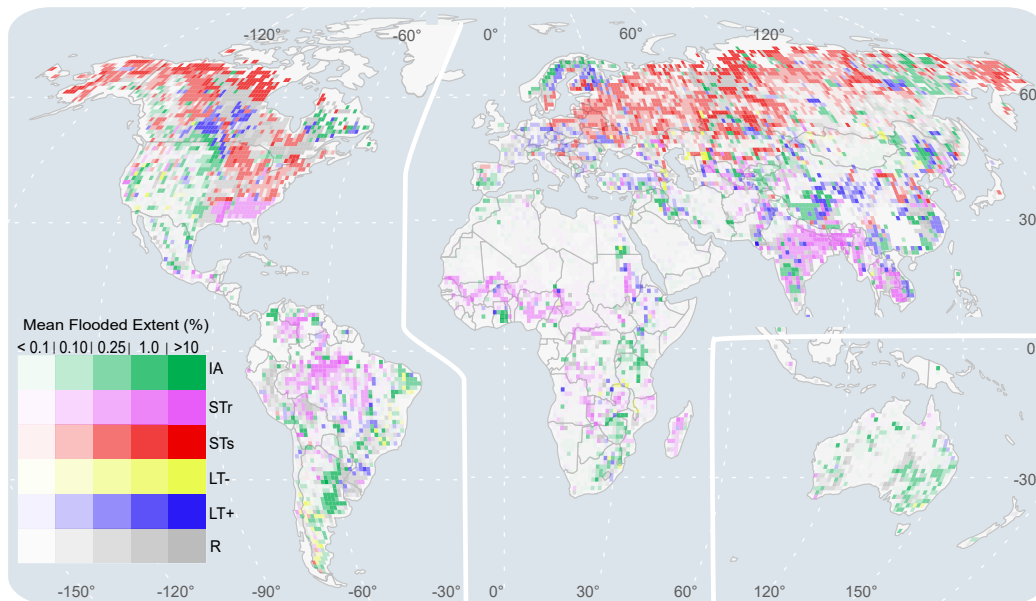 -120° -60° 0° 60° 120°
60°
30°
0°
-30°
Mean Flooded Extent (%)
< 0.1 | 0.10 | 0.25 | 1.0 | >10
IA
STr
STs
LT-
LT+
R
-150° -120° -90° -60° -30° 0° 30° 60° 120° 150°